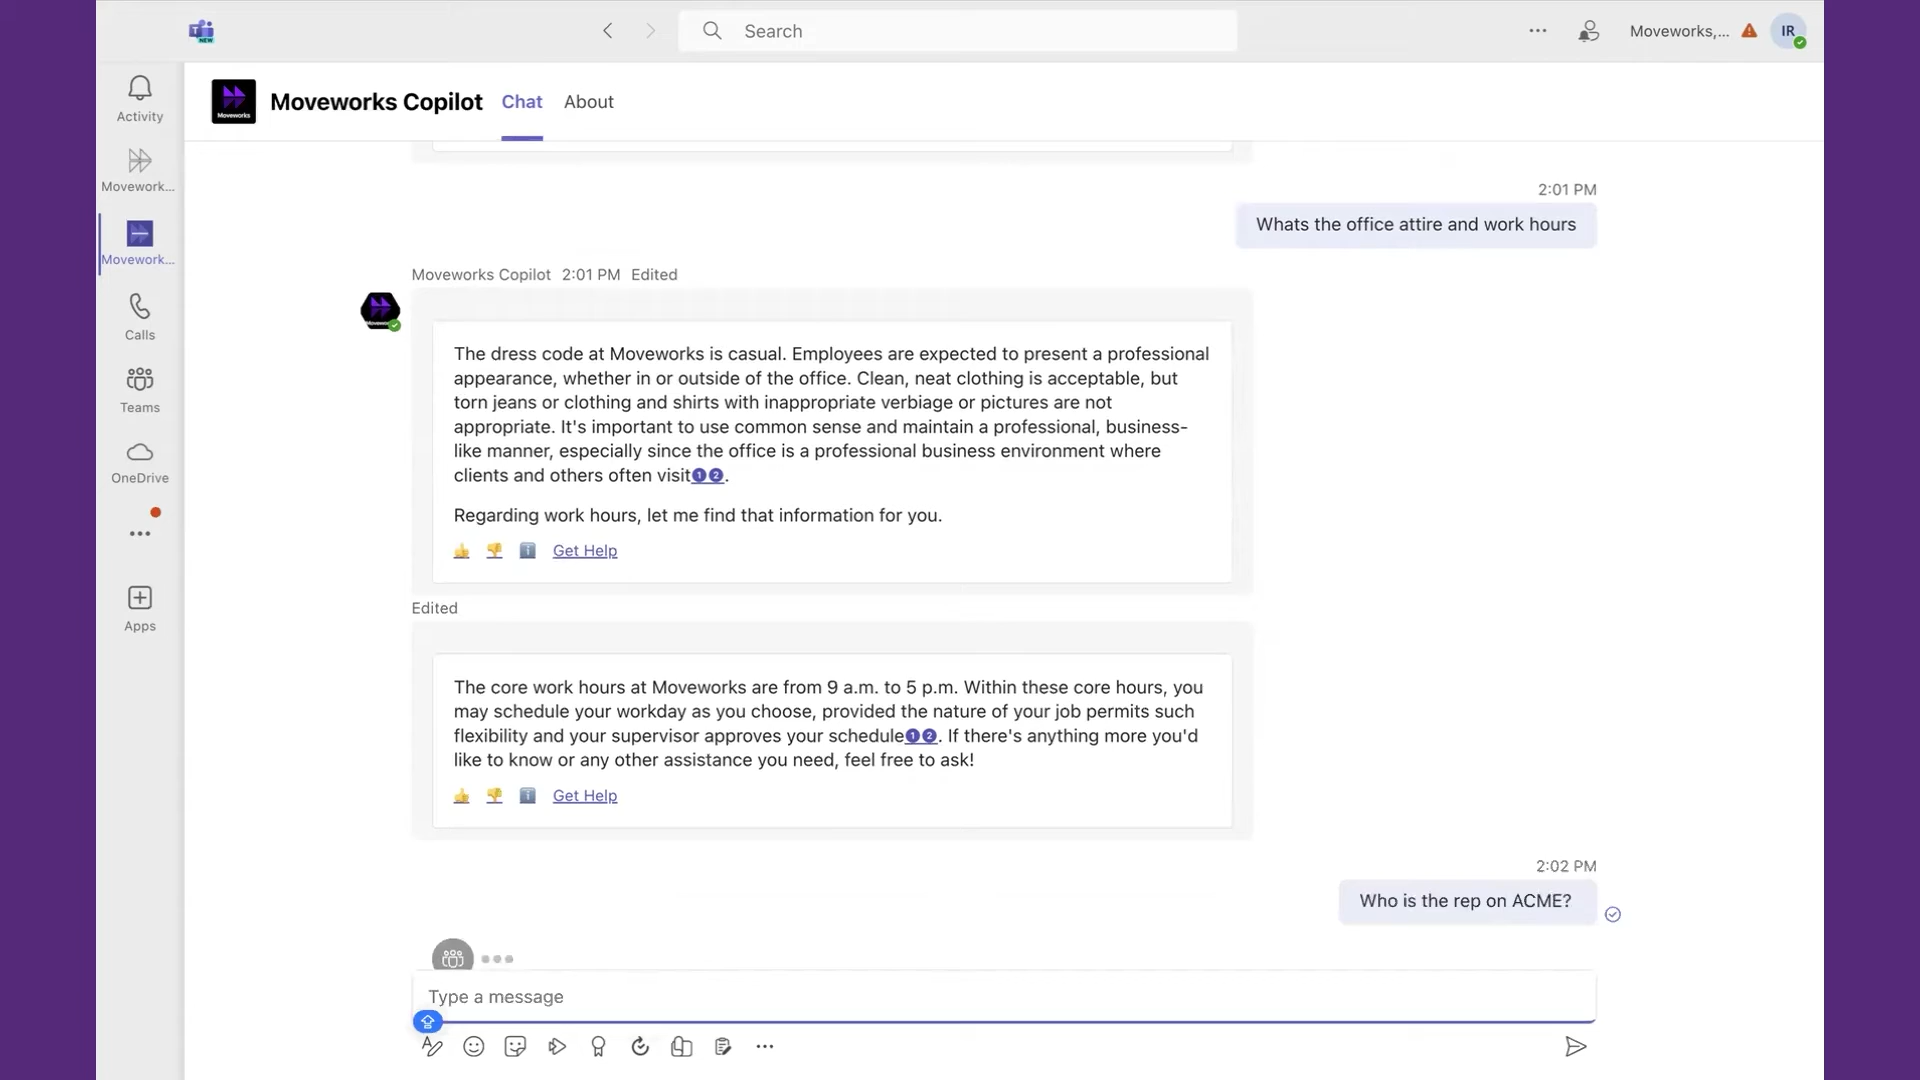 NEW
Search
Moveworks,...
IR
Activity
Movework...
Movework...
Calls
Teams
OneDrive
Apps
Moveworks
Moveworks Copilot
Chat
About
2:01 PM
Whats the office attire and work hours
Moveworks Copilot 2:01 PM Edited
The dress code at Moveworks is casual. Employees are expected to present a professional
appearance, whether in or outside of the office. Clean, neat clothing is acceptable, but
torn jeans or clothing and shirts with inappropriate verbiage or pictures are not
appropriate. It's important to use common sense and maintain a professional, business-
like manner, especially since the office is a professional business environment where
clients and others often visit❶❷.
Regarding work hours, let me find that information for you.
Get Help
Edited
The core work hours at Moveworks are from 9 a.m. to 5 p.m. Within these core hours, you
may schedule your workday as you choose, provided the nature of your job permits such
flexibility and your supervisor approves your schedule❶❷. If there's anything more you'd
like to know or any other assistance you need, feel free to ask!
Get Help
2:02 PM
Who is the rep on ACME?
Type a message